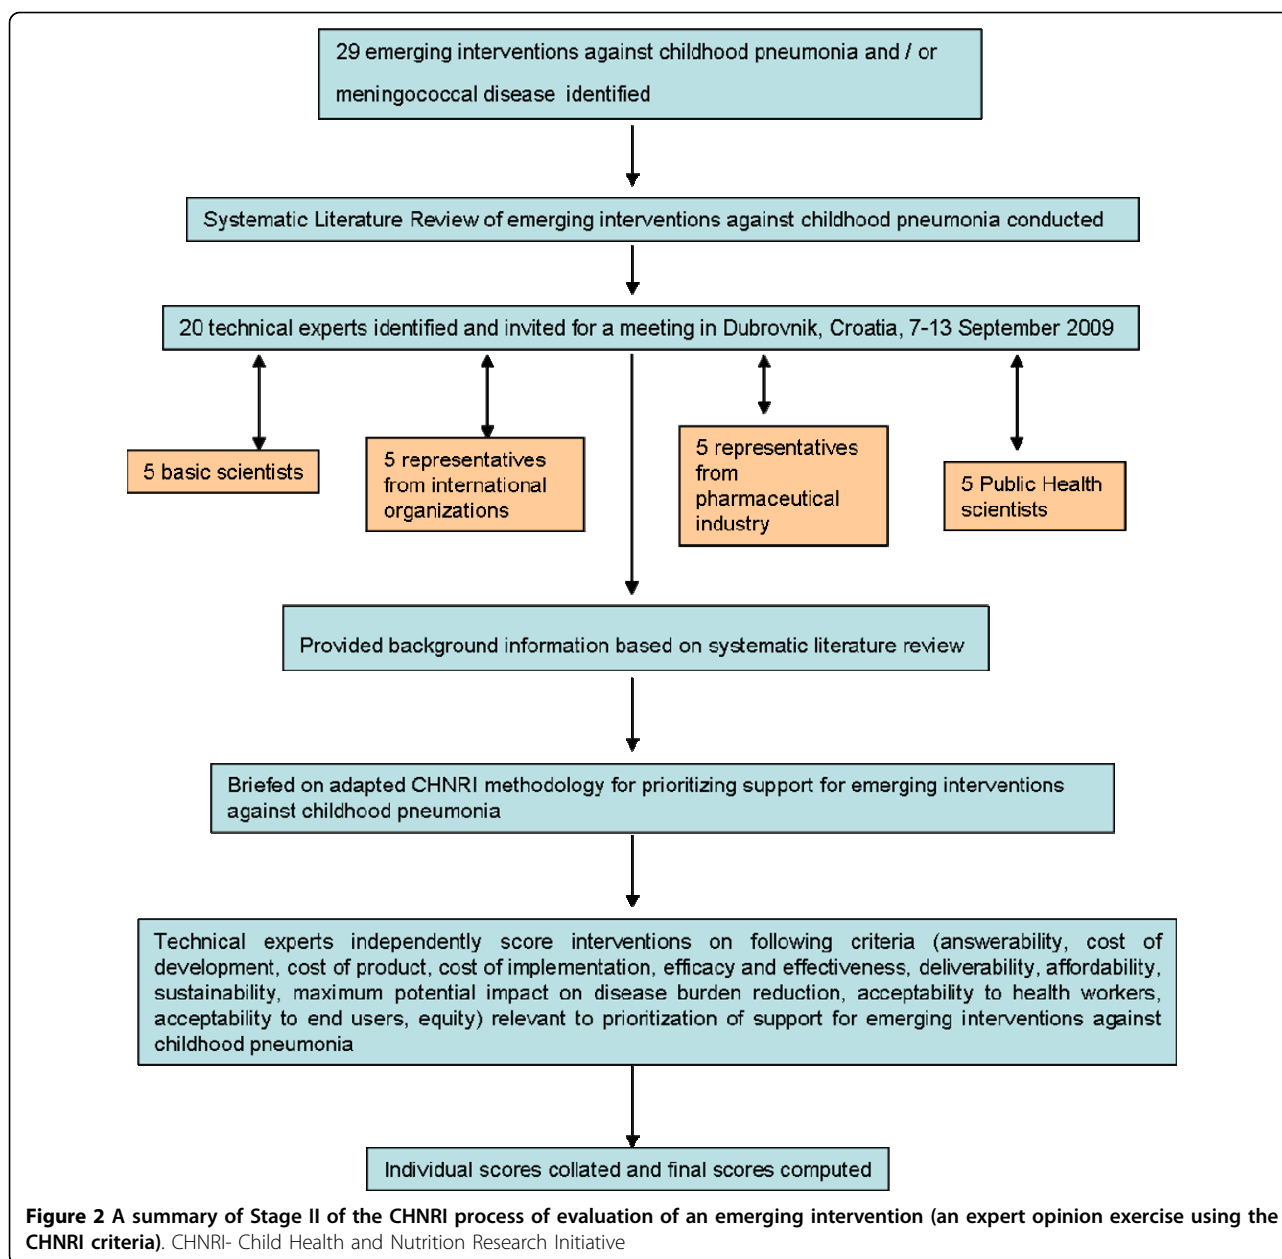 29 emerging interventions against childhood pneumonia and / or
meningococcal disease identified
Systematic Literature Review of emerging interventions against childhood pneumonia conducted
20 technical experts identified and invited for a meeting in Dubrovnik, Croatia, 7-13 September 2009
5 basic scientists
5 representatives
from international
organizations
5 representatives
from
pharmaceutical
industry
5 Public Health
scientists
Provided background information based on systematic literature review
Briefed on adapted CHNRI methodology for prioritizing support for emerging interventions
against childhood pneumonia
Technical experts independently score interventions on following criteria (answerability, cost of
development, cost of product, cost of implementation, efficacy and effectiveness, deliverability, affordability,
sustainability, maximum potential impact on disease burden reduction, acceptability to health workers,
acceptability to end users, equity) relevant to prioritization of support for emerging interventions against
childhood pneumonia
Individual scores collated and final scores computed
Figure 2 A summary of Stage II of the CHNRI process of evaluation of an emerging intervention (an expert opinion exercise using the
CHNRI criteria). CHNRI- Child Health and Nutrition Research Initiative